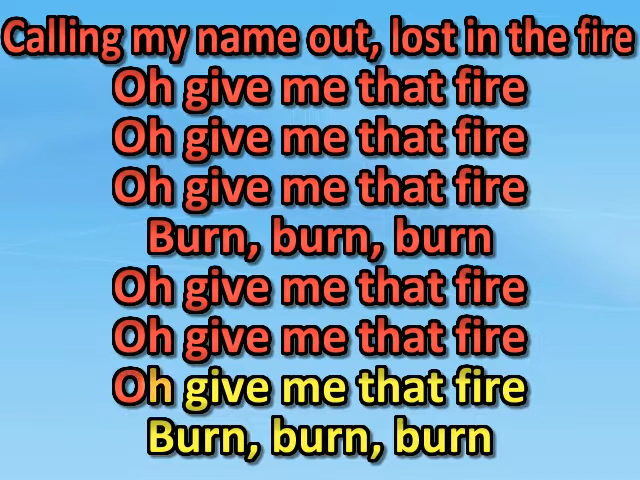 Calling my name out, lost in the fire
Oh give me that fire
Oh give me that fire
Oh give me that fire
Burn, burn, burn
Oh give me that fire
Oh give me that fire
Oh give me that fire
Burn, burn, burn